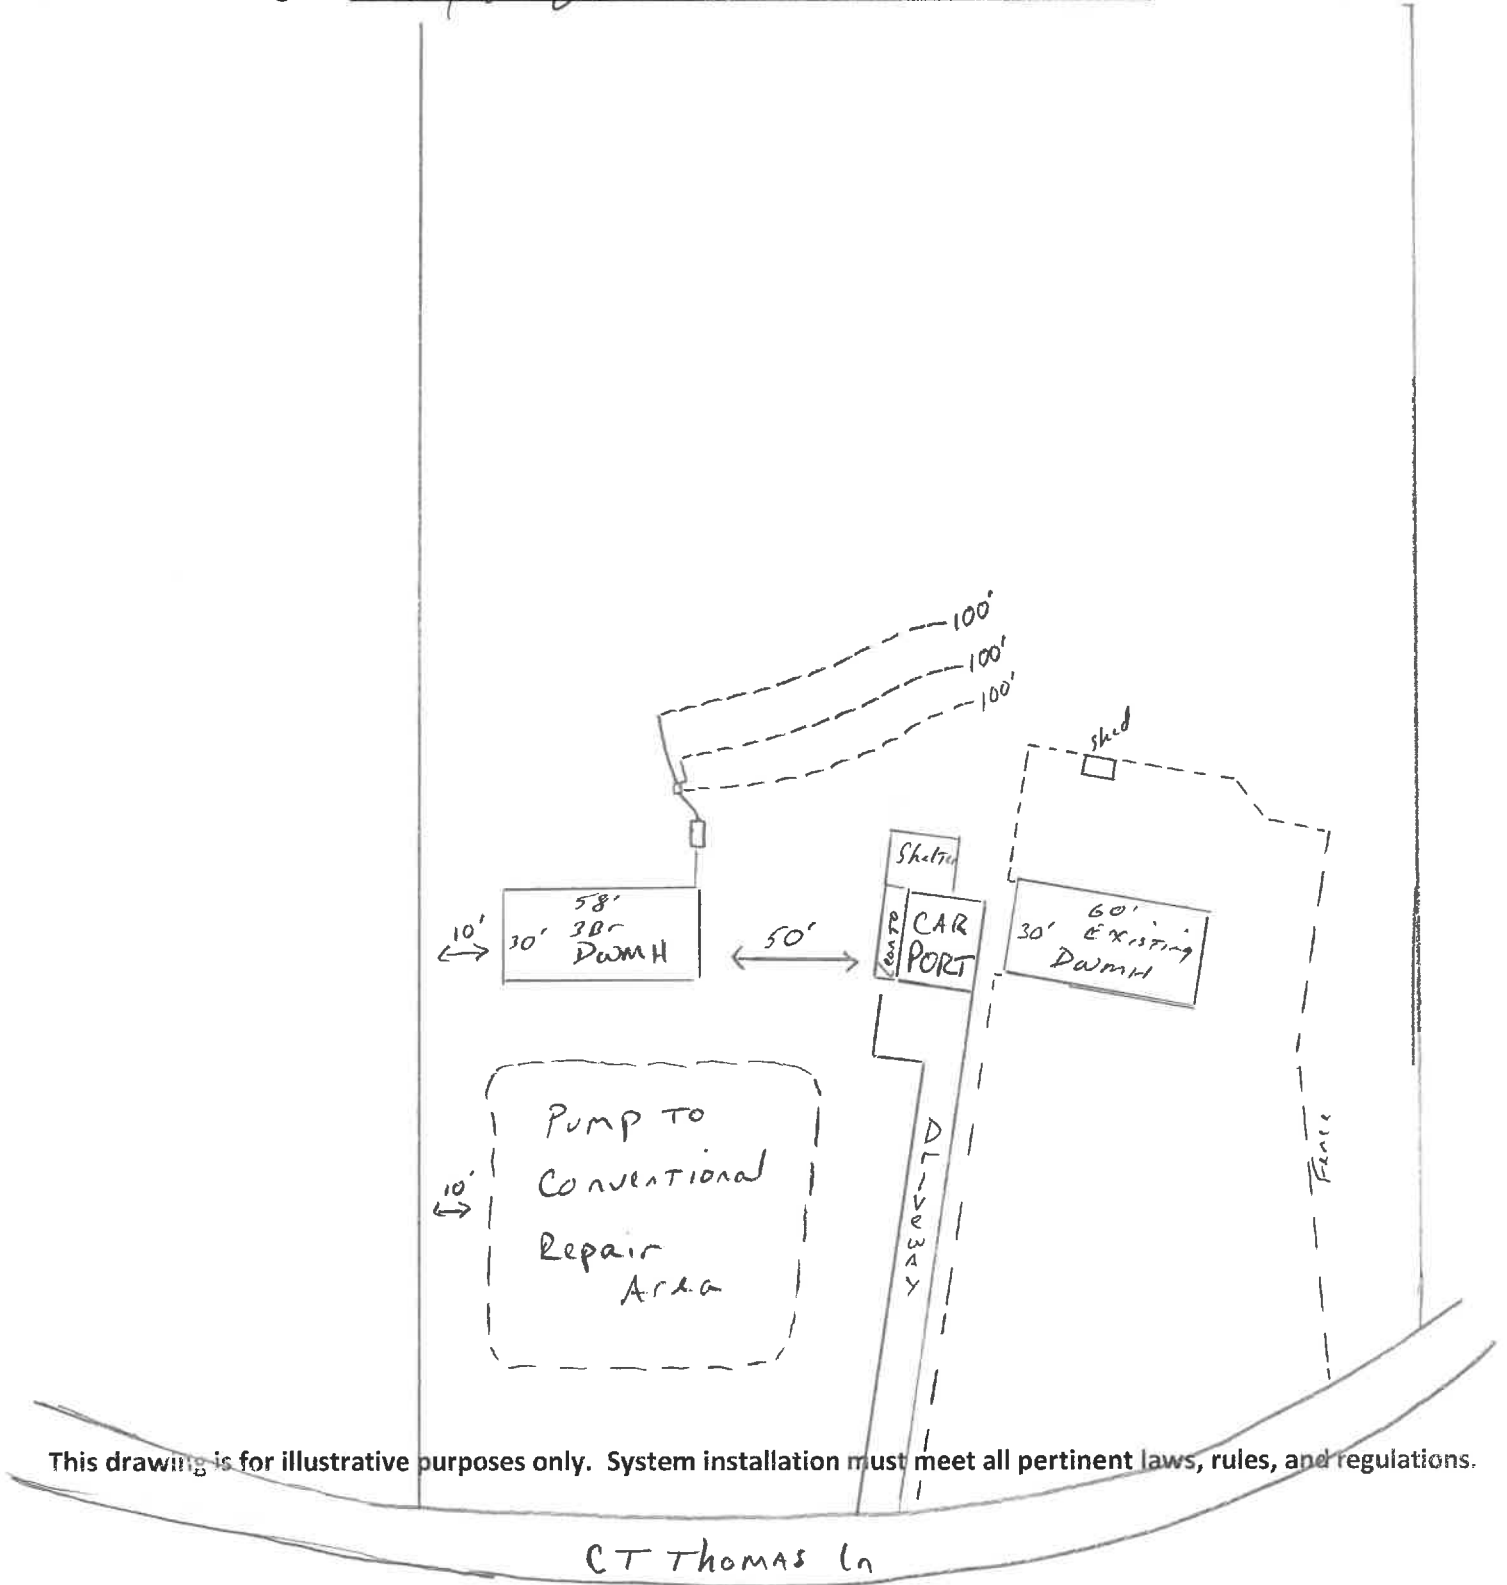 100'
100'
100'
shed
Shelter
58'
3Br
30'
DWMH
10'
50'
Lean TO
CAR
PORT
60'
30' Existing
DWMH
Pump TO
Conventional
Repair
Area
10'
Driveway
Fence
This drawing is for illustrative purposes only. System installation must meet all pertinent laws, rules, and regulations.
CT Thomas Ln